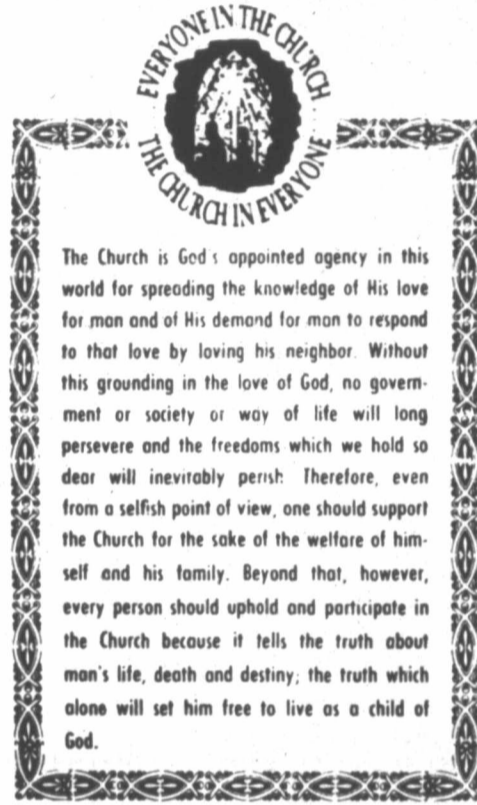 EVERYONE IN THE CHURCH
THE CHURCH IN EVERYONE
The Church is God's appointed agency in this
world for spreading the knowledge of His love
for man and of His demand for man to respond
to that love by loving his neighbor. Without
this grounding in the love of God, no govern-
ment or society or way of life will long
persevere and the freedoms which we hold so
dear will inevitably perish. Therefore, even
from a selfish point of view, one should support
the Church for the sake of the welfare of him-
self and his family. Beyond that, however,
every person should uphold and participate in
the Church because it tells the truth about
man's life, death and destiny; the truth which
alone will set him free to live as a child of
God.